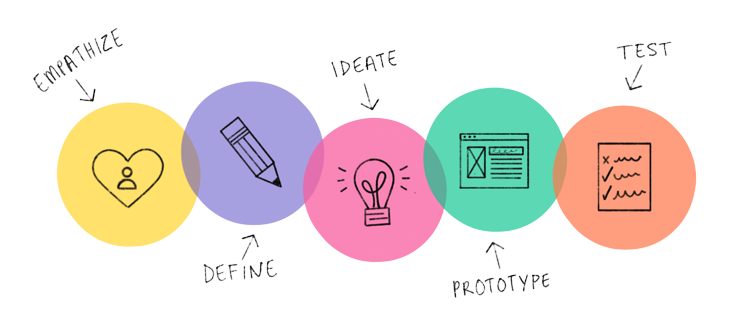 EMPATHIZE
DEFINE
IDEATE
PROTOTYPE
TEST